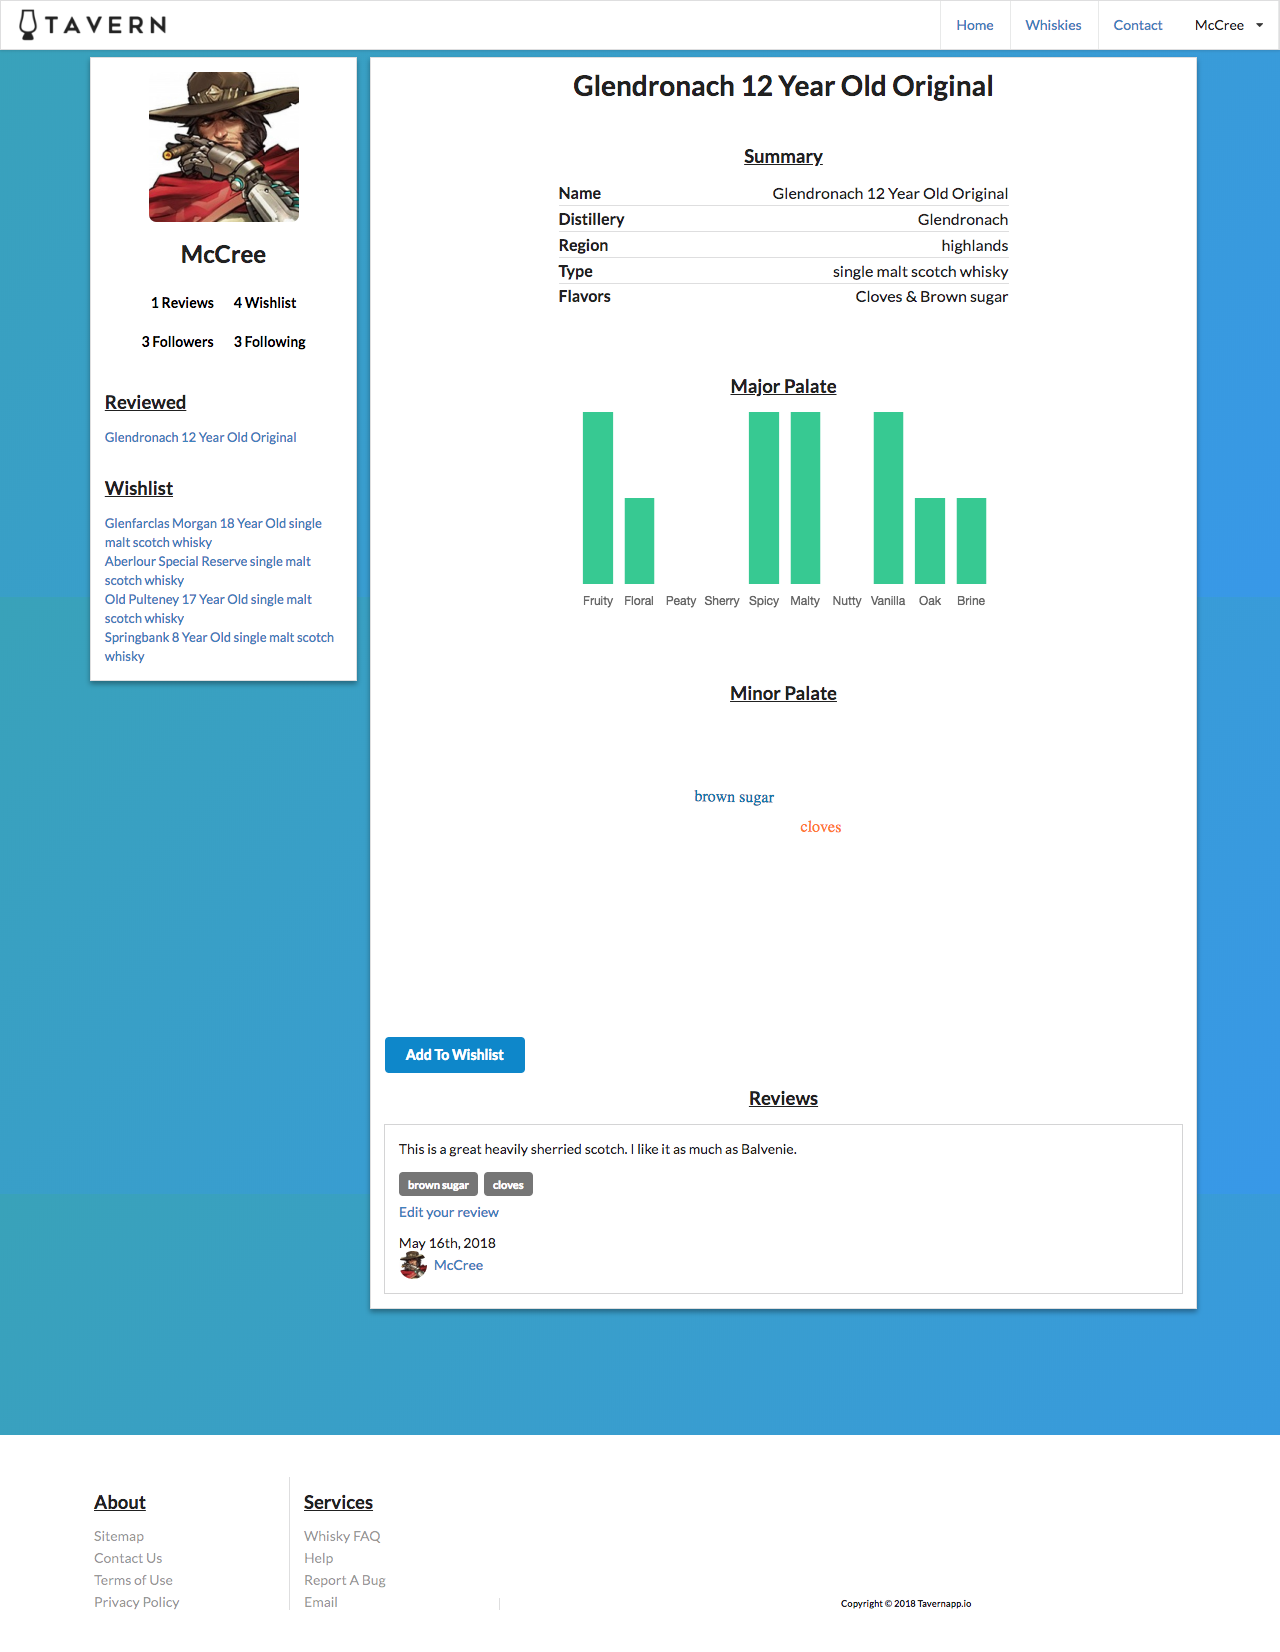 TAVERN
Home Whiskies Contact McCree
McCree
1 Reviews 4 Wishlist
3 Followers 3 Following
Reviewed
Glendronach 12 Year Old Original
Wishlist
Glenfarclas Morgan 18 Year Old single
malt scotch whisky
Aberlour Special Reserve single malt
scotch whisky
Old Pulteney 17 Year Old single malt
scotch whisky
Springbank 8 Year Old single malt scotch
whisky
Glendronach 12 Year Old Original
Summary
Name Glendronach 12 Year Old Original
Distillery Glendronach
Region highlands
Type single malt scotch whisky
Flavors Cloves & Brown sugar
Major Palate
Fruity Floral Peaty Sherry Spicy Malty Nutty Vanilla Oak Brine
Minor Palate
brown sugar
cloves
Add To Wishlist
Reviews
This is a great heavily sherried scotch. I like it as much as Balvenie.
brown sugar cloves
Edit your review
May 16th, 2018
McCree
About
Sitemap
Contact Us
Terms of Use
Privacy Policy
Services
Whisky FAQ
Help
Report A Bug
Email
Copyright © 2018 Tavernapp.io